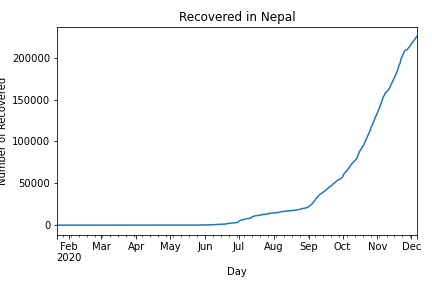 Recovered in Nepal
Number of Recovered
200000
150000
100000
50000
0
Feb Mar Apr May Jun Jul Aug Sep Oct Nov Dec
2020
Day